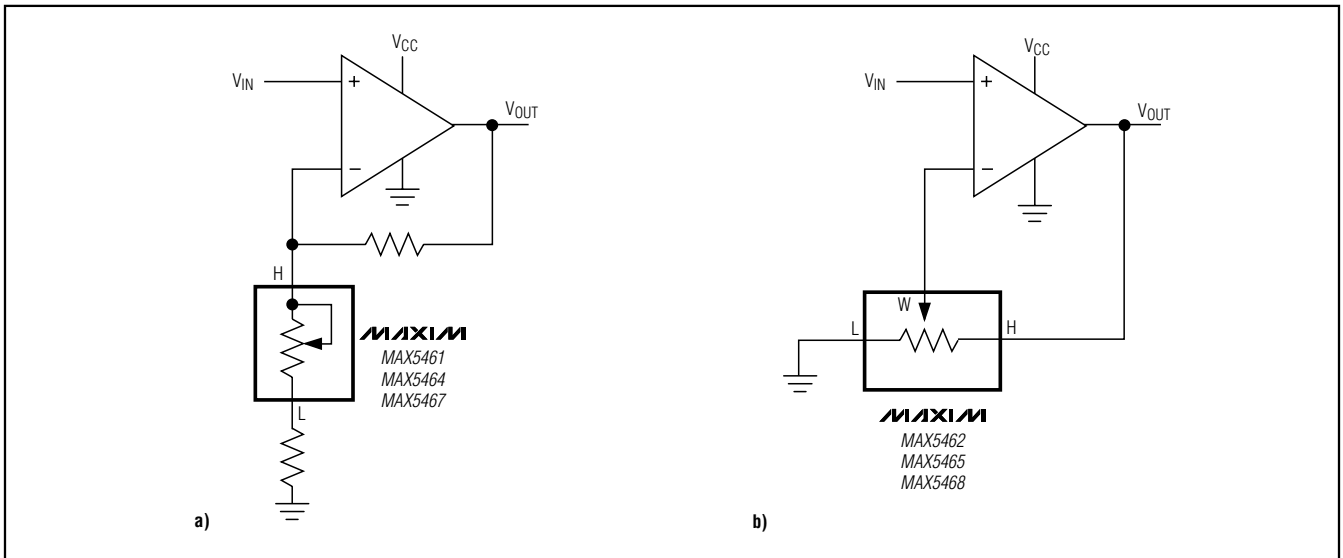 VCC
VIN
+
VOUT
−
H
MAXIM
MAX5461
MAX5464
MAX5467
L
a)
VCC
VIN
+
VOUT
−
W
L
H
MAXIM
MAX5462
MAX5465
MAX5468
b)